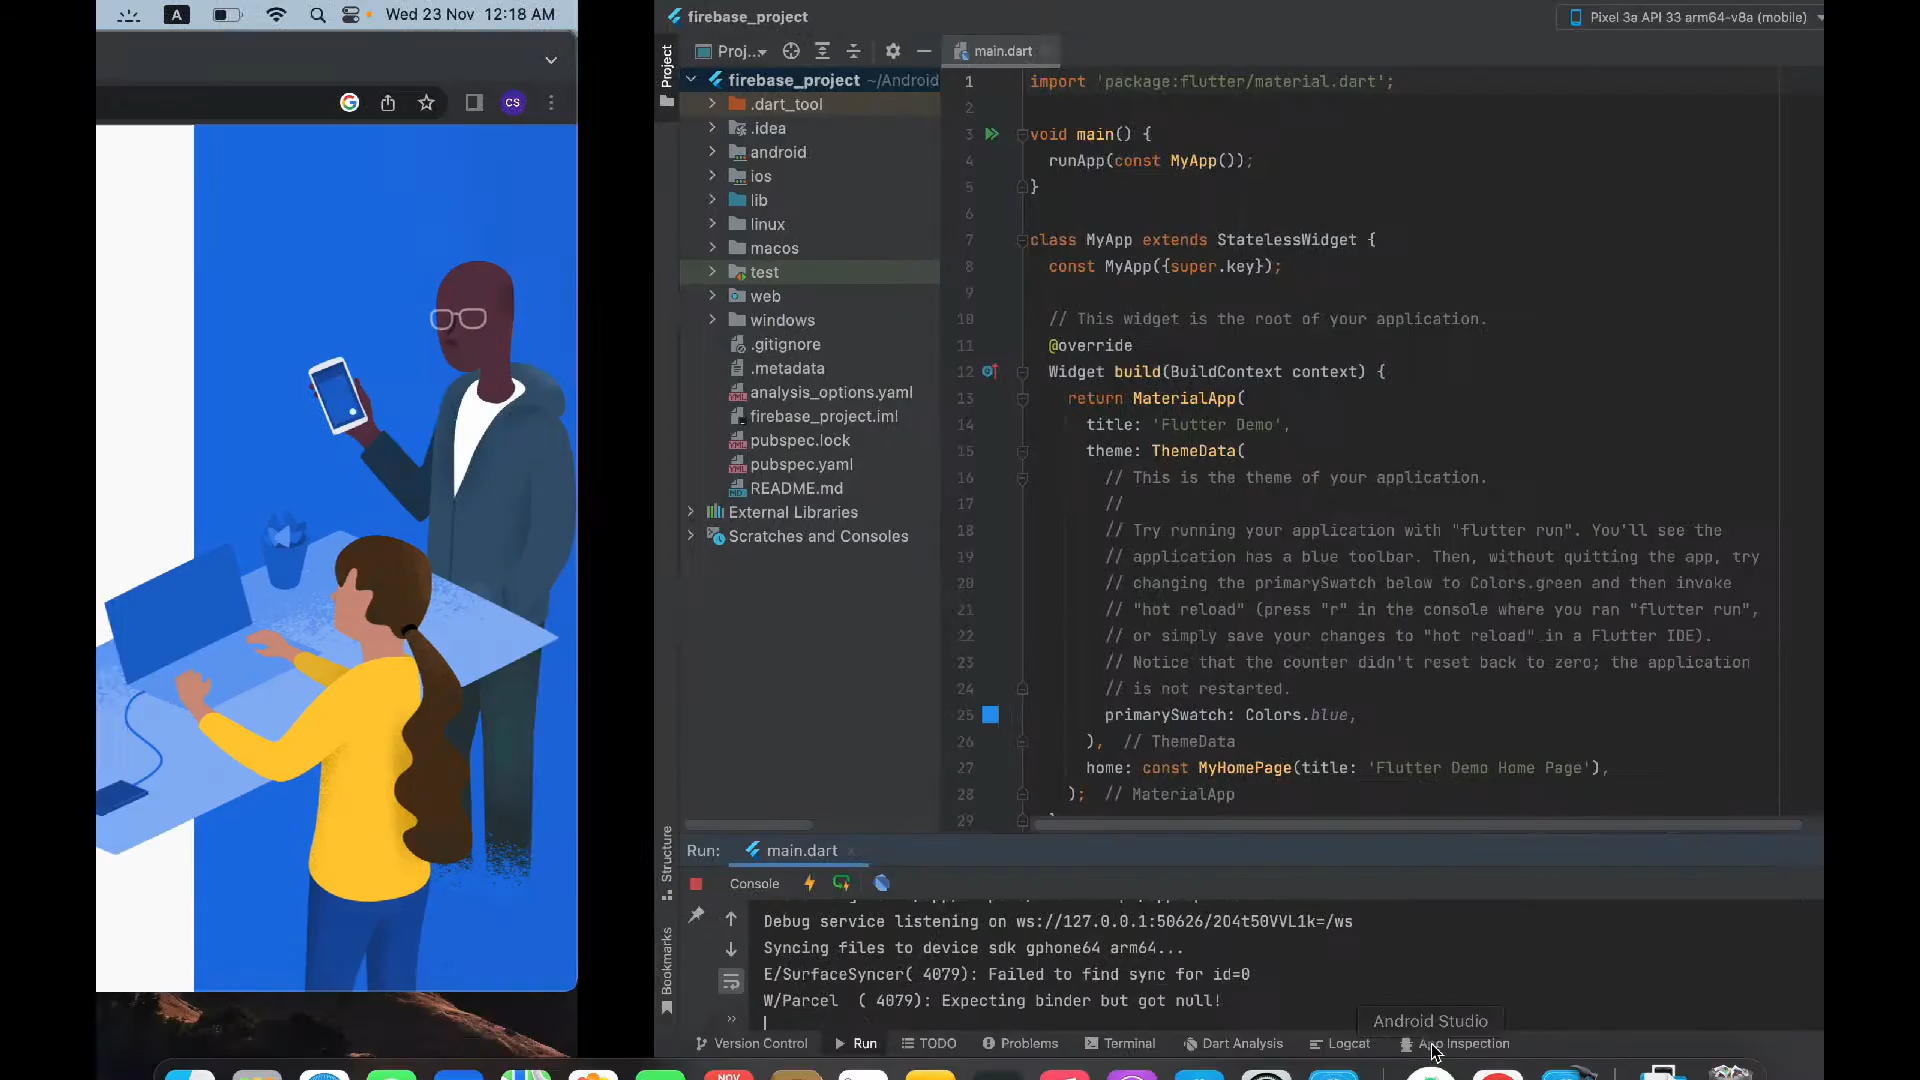 A
Wed 23 Nov 12:18 AM
CS
firebase_project
Pixel 3a API 33 arm64-v8a (mobile)
Project
Proj...
main.dart
firebase_project ~/Android
.dart_tool
.idea
android
ios
lib
linux
macos
test
web
windows
.gitignore
.metadata
analysis_options.yaml
firebase_project.iml
pubspec.lock
pubspec.yaml
README.md
External Libraries
Scratches and Consoles
1 import 'package:flutter/material.dart';
2
3 void main() {
4 runApp(const MyApp());
5 }
6
7 class MyApp extends StatelessWidget {
8 const MyApp({super.key});
9
10 // This widget is the root of your application.
11 @override
12 Widget build(BuildContext context) {
13 return MaterialApp(
14 title: 'Flutter Demo',
15 theme: ThemeData(
16 // This is the theme of your application.
17 //
18 // Try running your application with "flutter run". You'll see the
19 // application has a blue toolbar. Then, without quitting the app, try
20 // changing the primarySwatch below to Colors.green and then invoke
21 // "hot reload" (press "r" in the console where you ran "flutter run",
22 // or simply save your changes to "hot reload" in a Flutter IDE).
23 // Notice that the counter didn't reset back to zero; the application
24 // is not restarted.
25 primarySwatch: Colors.blue,
26 ), // ThemeData
27 home: const MyHomePage(title: 'Flutter Demo Home Page'),
28 ); // MaterialApp
29
Structure
Bookmarks
Run: main.dart
Console
Debug service listening on ws://127.0.0.1:50626/204t50VVL1k=/ws
Syncing files to device sdk gphone64 arm64...
E/SurfaceSyncer( 4079): Failed to find sync for id=0
W/Parcel ( 4079): Expecting binder but got null!
Android Studio
Version Control Run TODO Problems Terminal Dart Analysis Logcat App Inspection
NOV